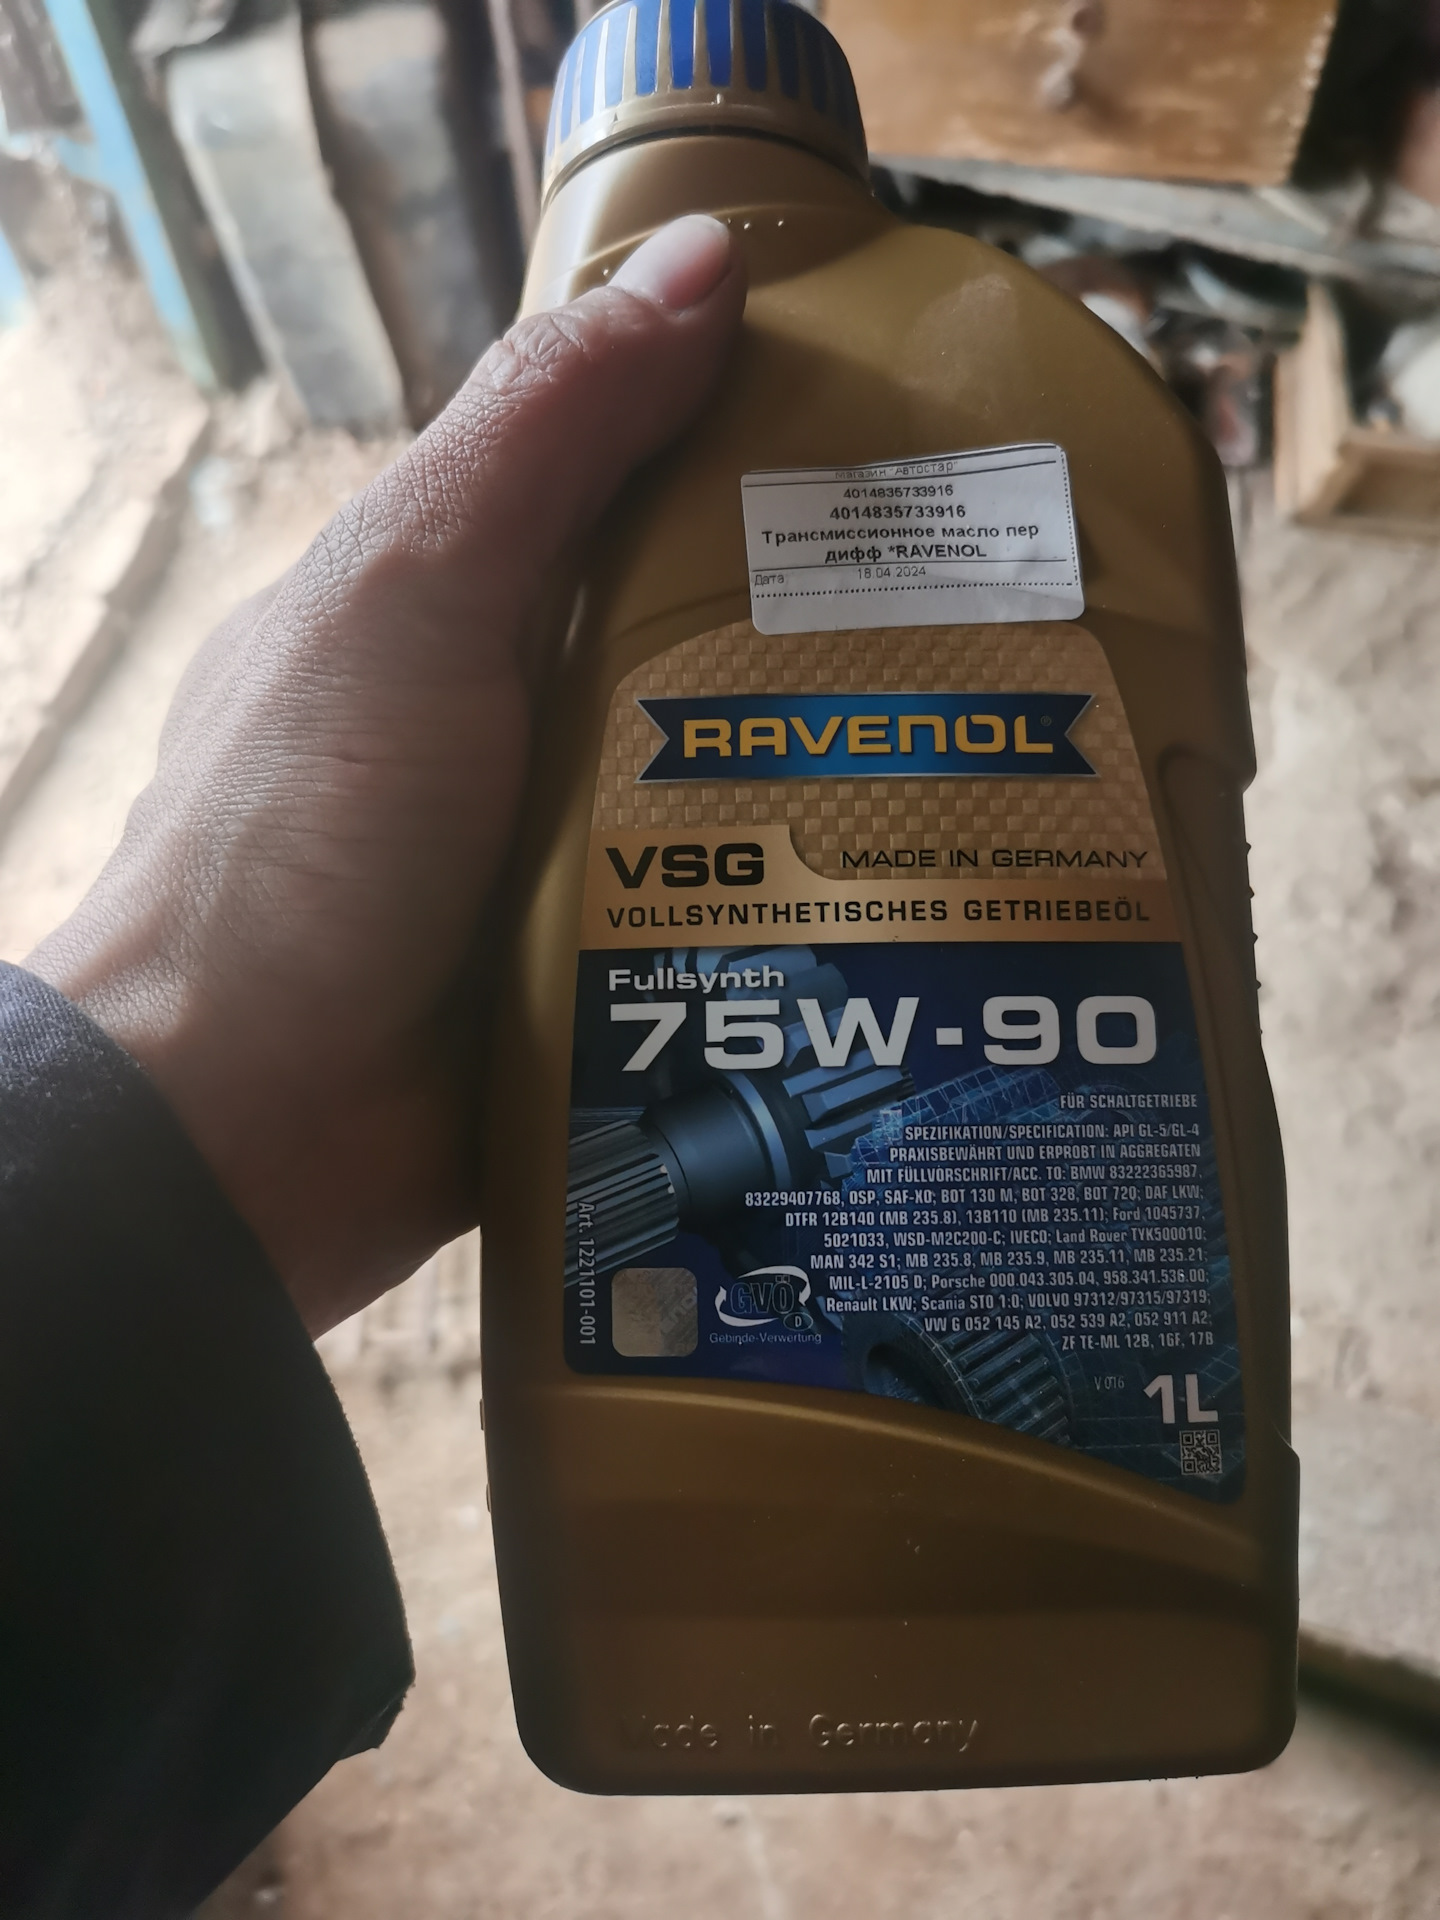 Магазин "Автостар"
4014835733916
4014835733916
Трансмиссионное масло пер
дифф *RAVENOL
Дата 18.04.2024
RAVENOL®
VSG MADE IN GERMANY
VOLLSYNTHETISCHES GETRIEBEÖL
Fullsynth
75W-90
FÜR SCHALTGETRIEBE
SPEZIFIKATION/SPECIFICATION: API GL-5/GL-4
PRAXISBEWÄHRT UND ERPROBT IN AGGREGATEN
MIT FÜLLVORSCHRIFT/ACC. TO: BMW 83222365987,
83229407768, OSP, SAF-XO; BOT 130 M, BOT 328, BOT 720; DAF LKW;
DTFR 12B140 (MB 235.8), 13B110 (MB 235.11); Ford 1045737,
5021033, WSD-M2C200-C; IVECO; Land Rover TYK500010;
MAN 342 S1; MB 235.8, MB 235.9, MB 235.11, MB 235.21;
MIL-L-2105 D; Porsche 000.043.305.04, 958.341.536.00;
Renault LKW; Scania STO 1:0; VOLVO 97312/97315/97319;
VW G 052 145 A2, 052 539 A2, 052 911 A2;
ZF TE-ML 12B, 16F, 17B
Art. 1221101-001
GVÖ
D
Gebinde-Verwertung
V016
1L
Made in Germany